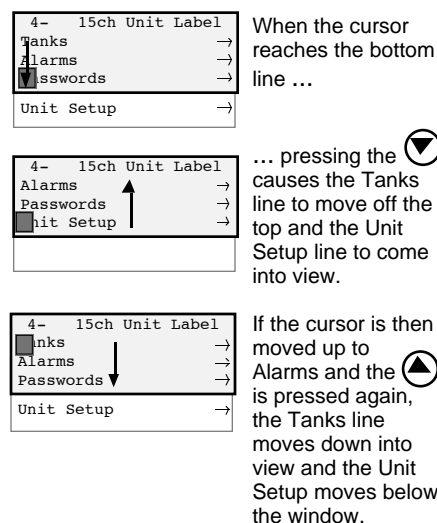 4-    15ch Unit Label
Tanks →
Alarms →
Passwords →
Unit Setup →
When the cursor
reaches the bottom
line ...
4-    15ch Unit Label
Alarms →
Passwords →
Unit Setup →
... pressing the ▼
causes the Tanks
line to move off the
top and the Unit
Setup line to come
into view.
4-    15ch Unit Label
Tanks →
Alarms →
Passwords →
Unit Setup →
If the cursor is then
moved up to
Alarms and the ▲
is pressed again,
the Tanks line
moves down into
view and the Unit
Setup moves below
the window.